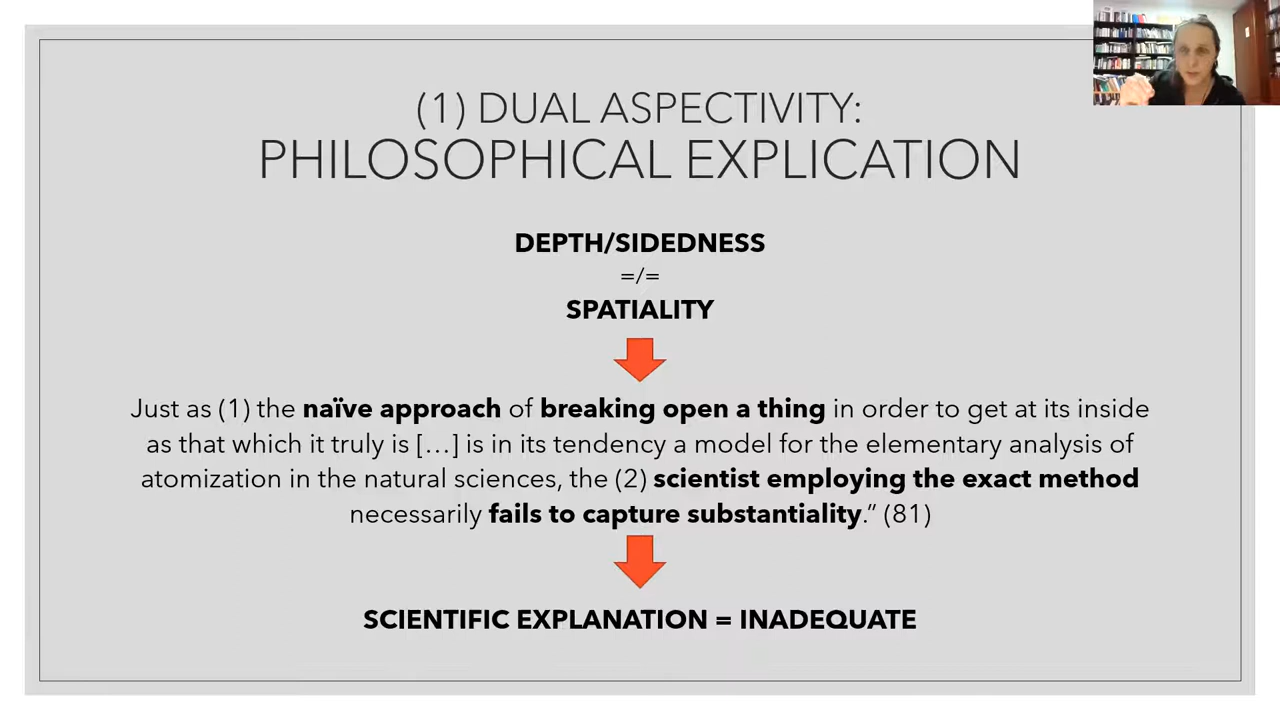 (1) DUAL ASPECTIVITY:
PHILOSOPHICAL EXPLICATION
DEPTH/SIDEDNESS
=/=
SPATIALITY
Just as (1) the naïve approach of breaking open a thing in order to get at its inside
as that which it truly is […] is in its tendency a model for the elementary analysis of
atomization in the natural sciences, the (2) scientist employing the exact method
necessarily fails to capture substantiality.” (81)
SCIENTIFIC EXPLANATION = INADEQUATE